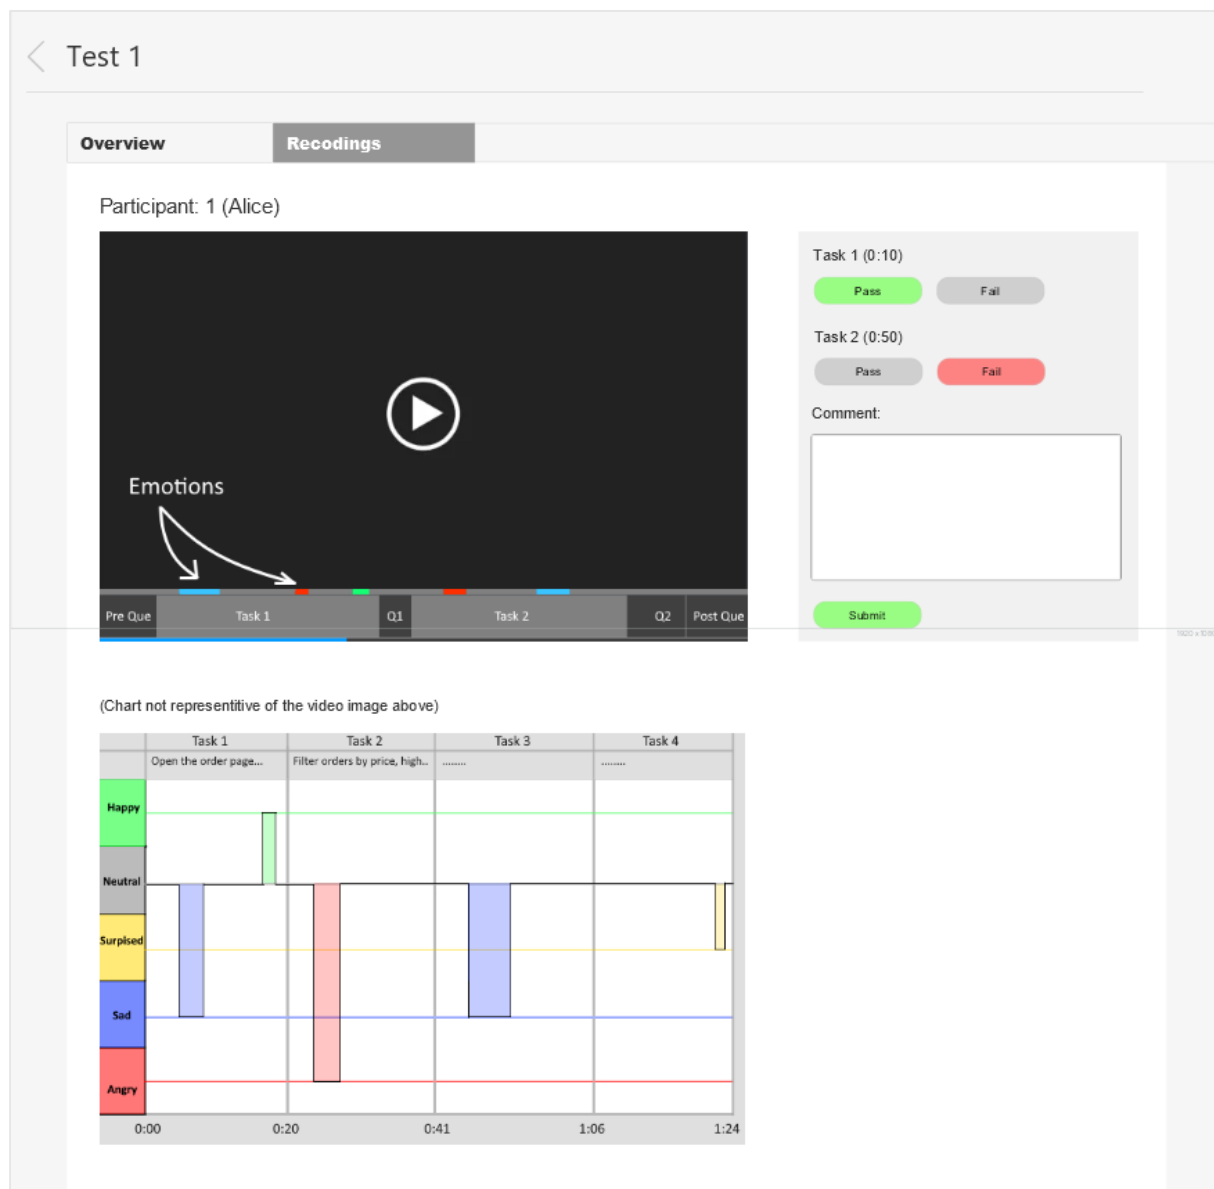 Test 1
Overview
Recodings
Participant: 1 (Alice)
Emotions
Pre Que
Task 1
Q1
Task 2
Q2
Post Que
Task 1 (0:10)
Pass
Fail
Task 2 (0:50)
Pass
Fail
Comment:
Submit
(Chart not representitive of the video image above)
Task 1
Task 2
Task 3
Task 4
Open the order page...
Filter orders by price, high..
........
........
Happy
Neutral
Surpised
Sad
Angry
0:00
0:20
0:41
1:06
1:24